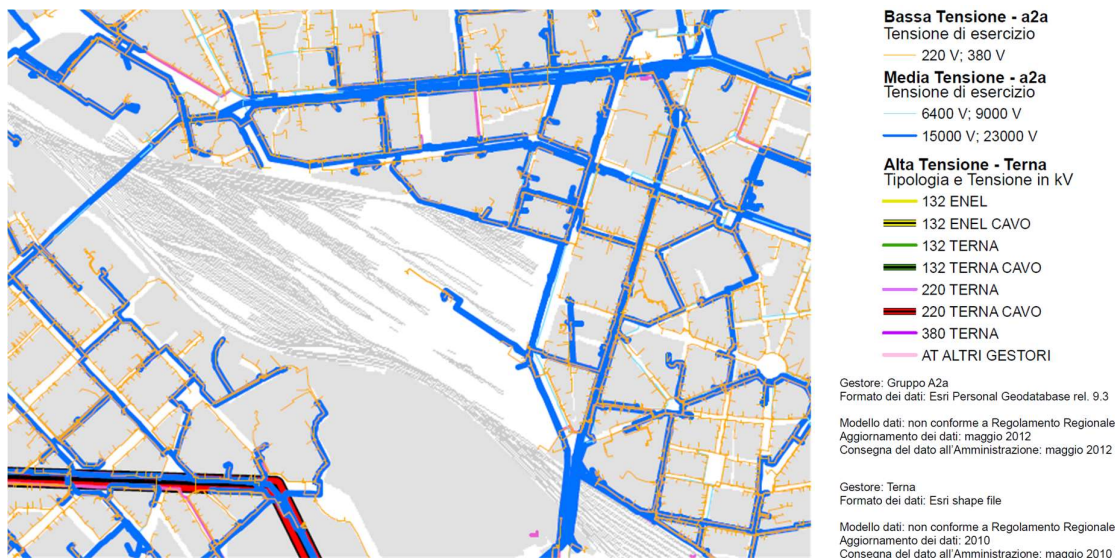 Bassa Tensione - a2a
Tensione di esercizio
220 V; 380 V
Media Tensione - a2a
Tensione di esercizio
6400 V; 9000 V
15000 V; 23000 V
Alta Tensione - Terna
Tipologia e Tensione in kV
132 ENEL
132 ENEL CAVO
132 TERNA
132 TERNA CAVO
220 TERNA
220 TERNA CAVO
380 TERNA
AT ALTRI GESTORI
Gestore: Gruppo A2a
Formato dei dati: Esri Personal Geodatabase rel. 9.3
Modello dati: non conforme a Regolamento Regionale
Aggiornamento dei dati: maggio 2012
Consegna del dato all'Amministrazione: maggio 2012
Gestore: Terna
Formato dei dati: Esri shape file
Modello dati: non conforme a Regolamento Regionale
Aggiornamento dei dati: 2010
Consegna del dato all'Amministrazione: maggio 2010